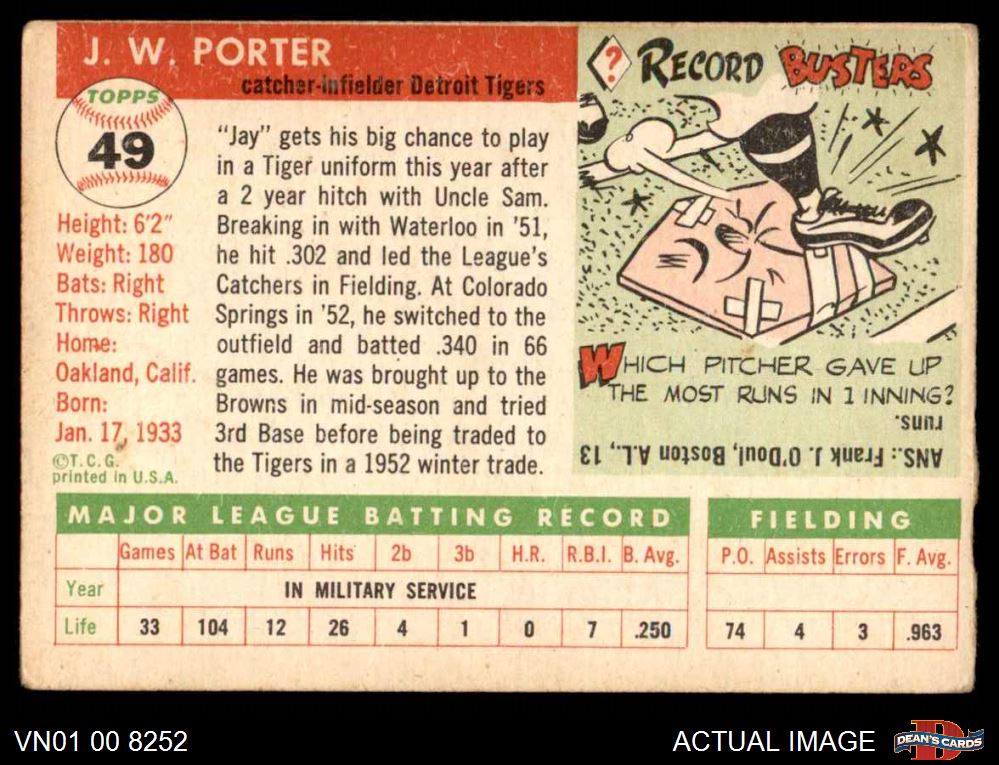 J. W. PORTER
catcher-infielder Detroit Tigers
TOPPS
49
Height: 6'2"
Weight: 180
Bats: Right
Throws: Right
Home:
Oakland, Calif.
Born:
Jan. 17, 1933
©T.C.G.
printed in U.S.A.
"Jay" gets his big chance to play
in a Tiger uniform this year after
a 2 year hitch with Uncle Sam.
Breaking in with Waterloo in '51,
he hit .302 and led the League's
Catchers in Fielding. At Colorado
Springs in '52, he switched to the
outfield and batted .340 in 66
games. He was brought up to the
Browns in mid-season and tried
3rd Base before being traded to
the Tigers in a 1952 winter trade.
? RECORD BUSTERS
WHICH PITCHER GAVE UP
THE MOST RUNS IN 1 INNING?
ANS.: Frank J. O'Doul, Boston A.L., 13
runs.
MAJOR LEAGUE BATTING RECORD
Games At Bat Runs Hits 2b 3b H.R. R.B.I. B. Avg.
Year IN MILITARY SERVICE
Life 33 104 12 26 4 1 0 7 .250
FIELDING
P.O. Assists Errors F. Avg.
74 4 3 .963
VN01 00 8252
ACTUAL IMAGE
DEAN'S CARDS